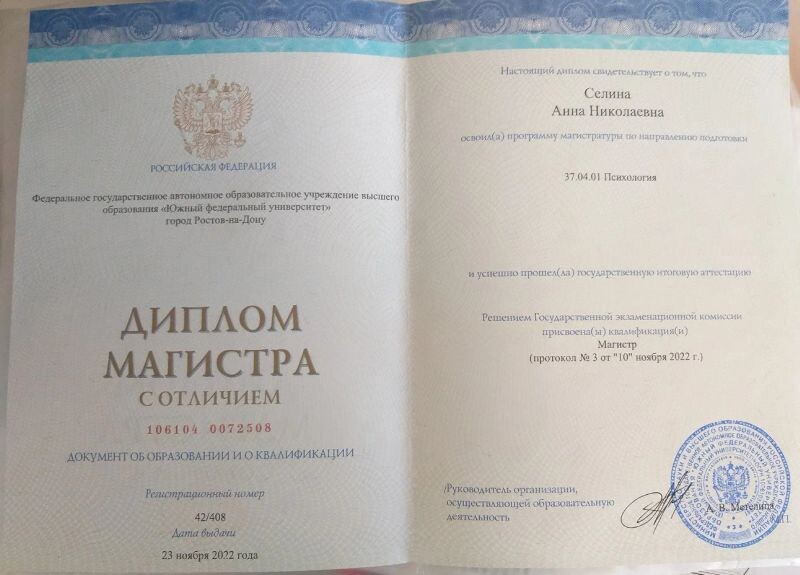 РОССИЙСКАЯ ФЕДЕРАЦИЯ
Федеральное государственное автономное образовательное учреждение высшего
образования «Южный федеральный университет»
город Ростов-на-Дону
ДИПЛОМ
МАГИСТРА
С ОТЛИЧИЕМ
106104 0072508
ДОКУМЕНТ ОБ ОБРАЗОВАНИИ И О КВАЛИФИКАЦИИ
Регистрационный номер
42/408
Дата выдачи
23 ноября 2022 года
Настоящий диплом свидетельствует о том, что
Селина
Анна Николаевна
освоил(а) программу магистратуры по направлению подготовки
37.04.01 Психология
и успешно прошел(ла) государственную итоговую аттестацию
Решением Государственной экзаменационной комиссии
присвоена(ы) квалификация(и)
Магистр
(протокол № 3 от "10" ноября 2022 г.)
Руководитель организации,
осуществляющей образовательную
деятельность
А. В. Метелица
М.П.